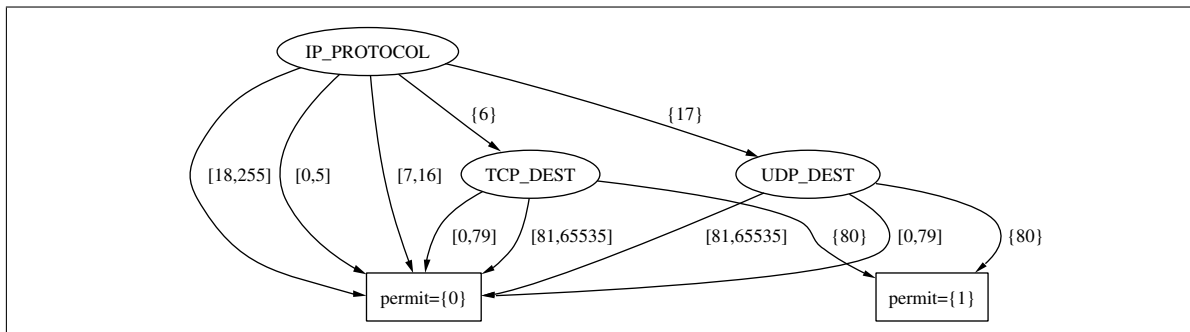 IP_PROTOCOL
{6}
{17}
[18,255]
[0,5]
[7,16]
TCP_DEST
UDP_DEST
[0,79]
[81,65535]
[81,65535]
{80}
[0,79]
{80}
permit={0}
permit={1}